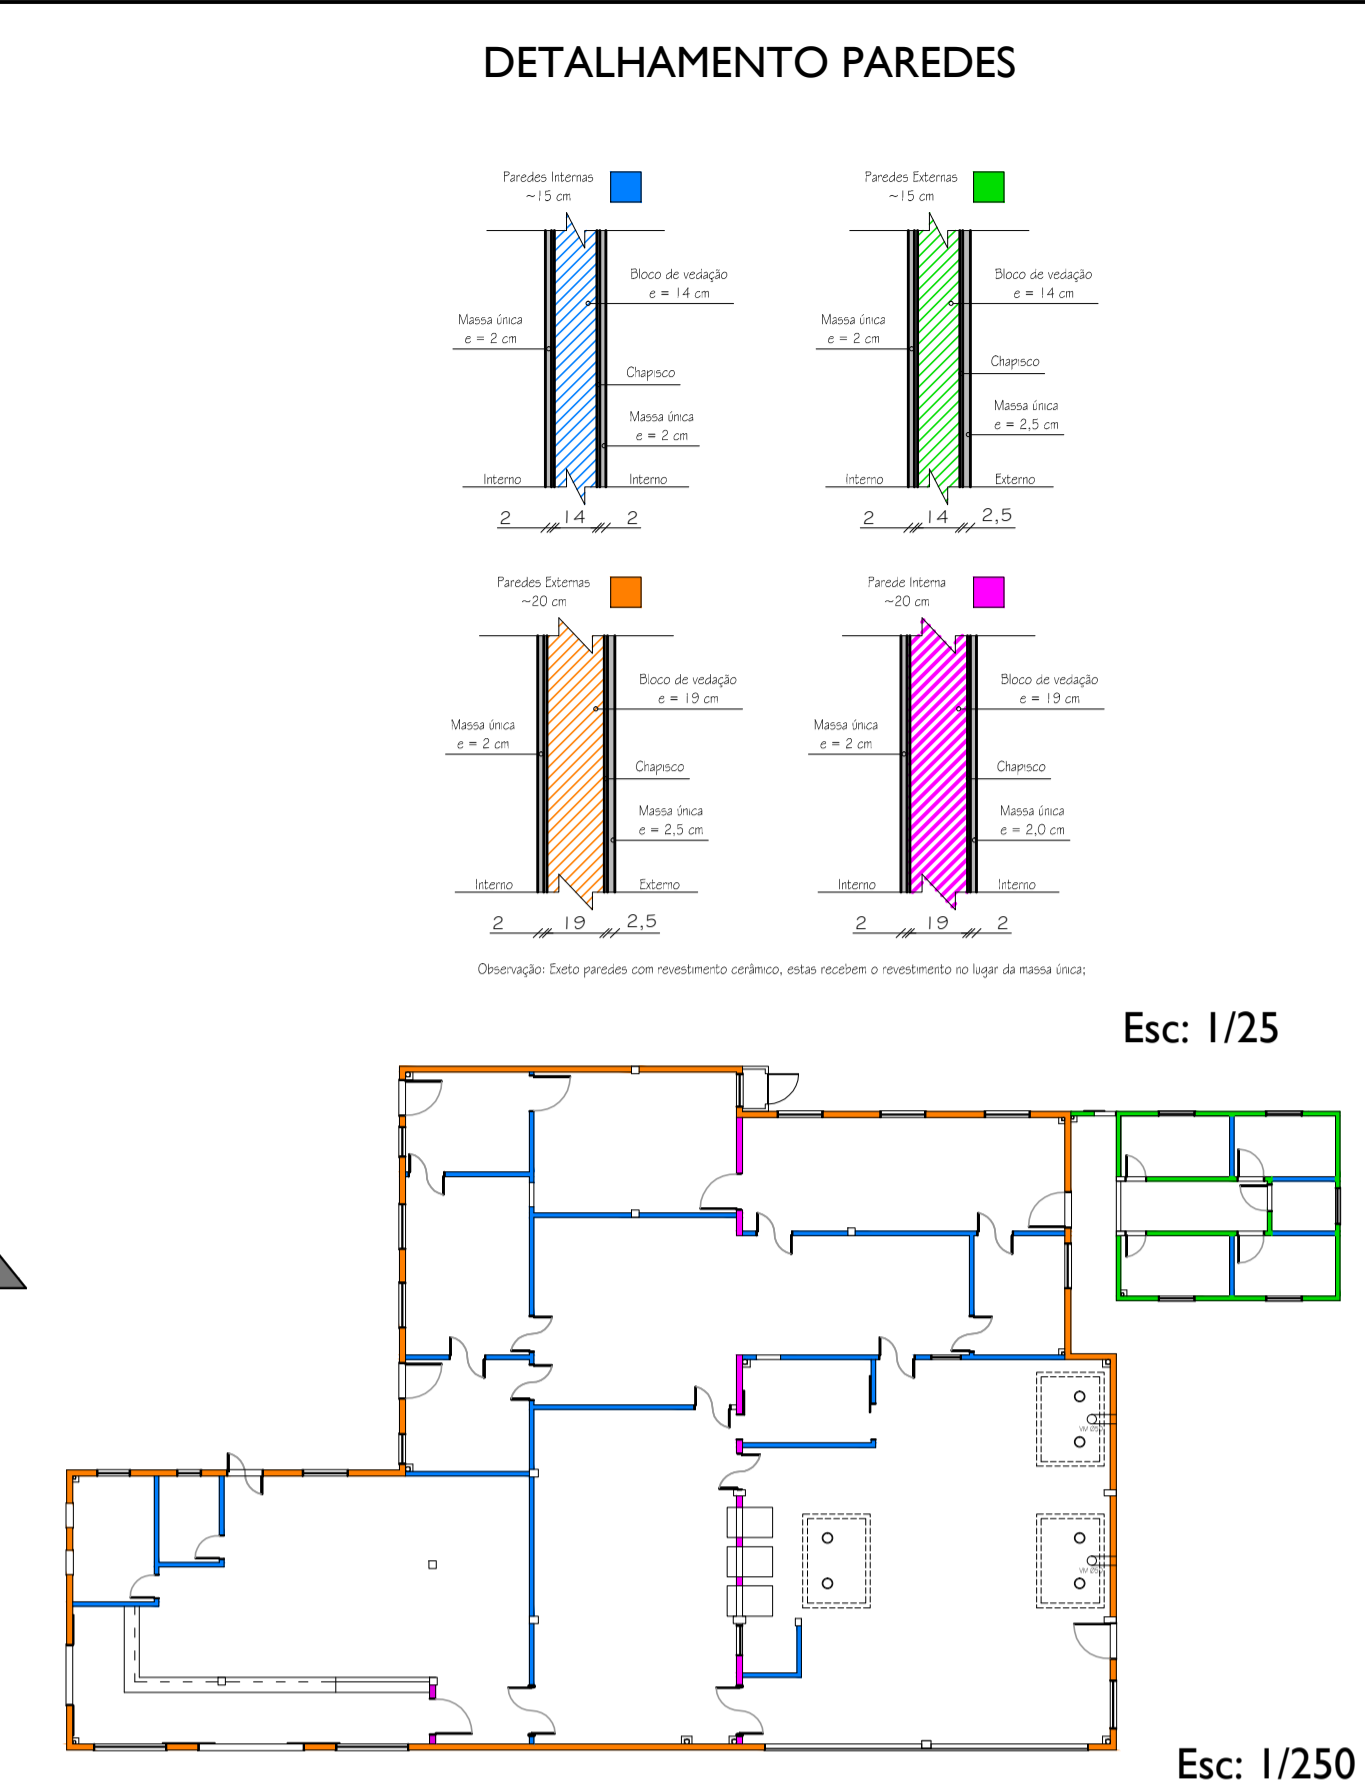 DETALHAMENTO PAREDES
Paredes Internas
~15 cm
Bloco de vedação
e = 14 cm
Massa única
e = 2 cm
Chapisco
Massa única
e = 2 cm
Interno
Interno
2
14
2
Paredes Externas
~15 cm
Bloco de vedação
e = 14 cm
Massa única
e = 2 cm
Chapisco
Massa única
e = 2,5 cm
Interno
Externo
2
14
2,5
Paredes Externas
~20 cm
Bloco de vedação
e = 19 cm
Massa única
e = 2 cm
Chapisco
Massa única
e = 2,5 cm
Interno
Externo
2
19
2,5
Parede Interna
~20 cm
Bloco de vedação
e = 19 cm
Massa única
e = 2 cm
Chapisco
Massa única
e = 2,0 cm
Interno
Interno
2
19
2
Observação: Exeto paredes com revestimento cerâmico, estas recebem o revestimento no lugar da massa única;
Esc: 1/25
Esc: 1/250